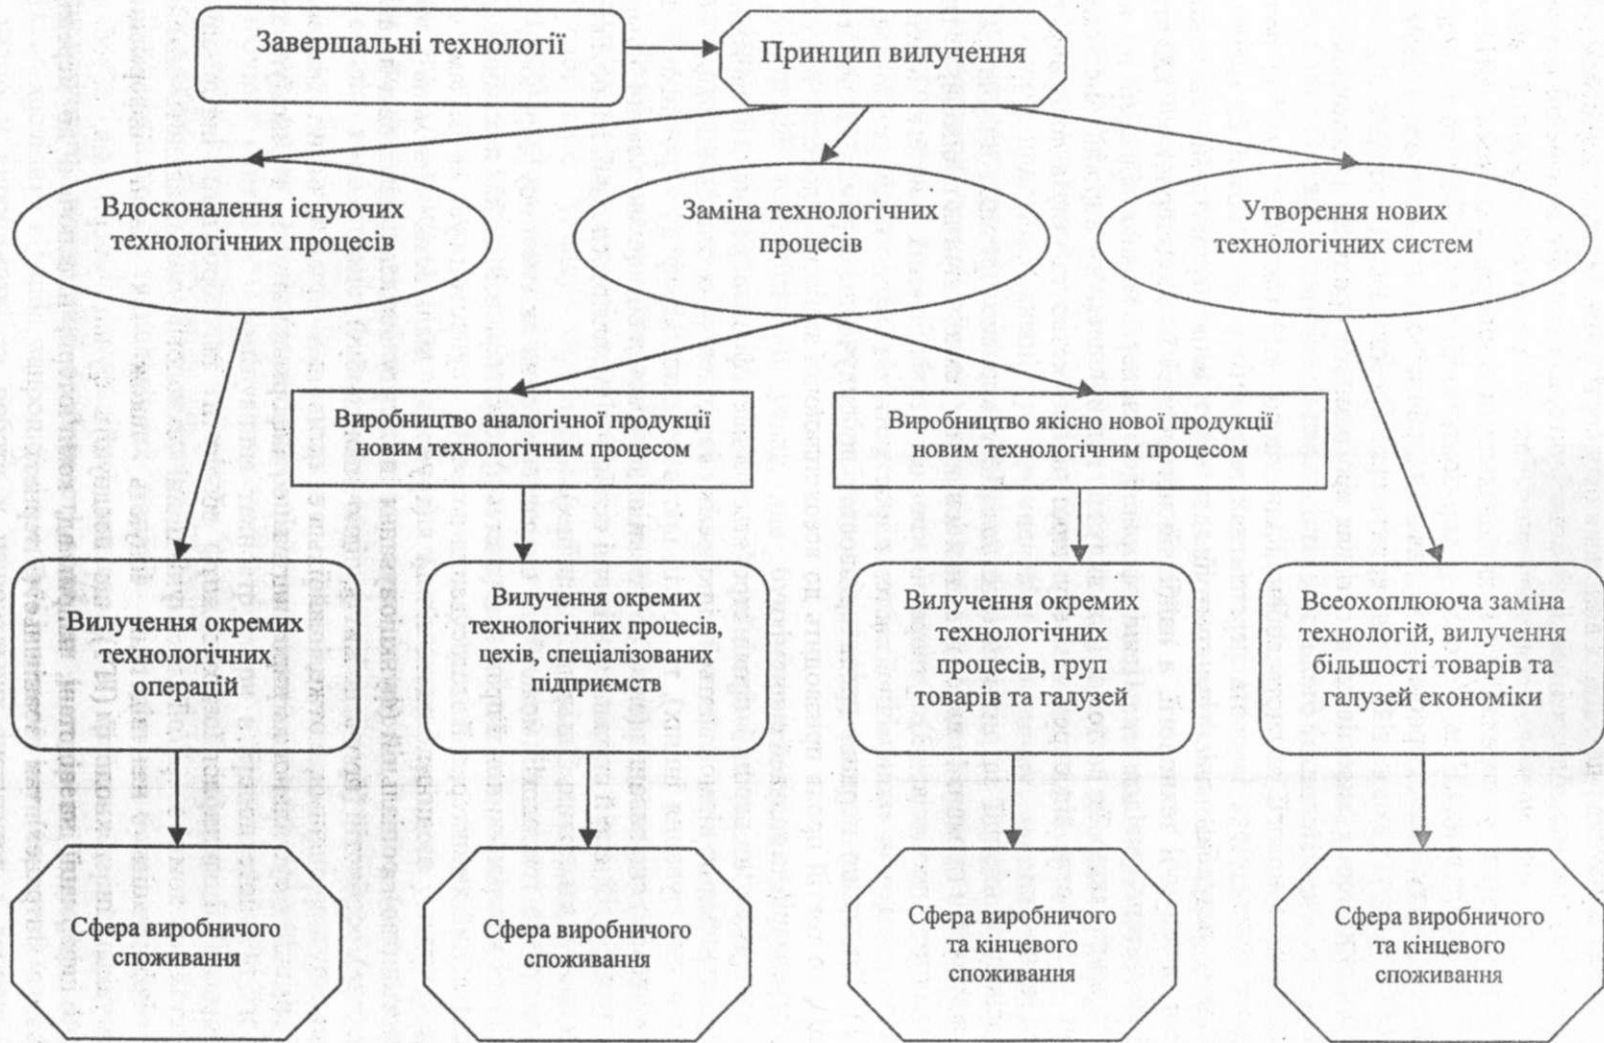 Завершальні технології
Принцип вилучення
Вдосконалення існуючих
технологічних процесів
Заміна технологічних
процесів
Утворення нових
технологічних систем
Виробництво аналогічної продукції
новим технологічним процесом
Виробництво якісно нової продукції
новим технологічним процесом
Вилучення окремих
технологічних
операцій
Вилучення окремих
технологічних процесів,
цехів, спеціалізованих
підприємств
Вилучення окремих
технологічних
процесів, груп
товарів та галузей
Всеохоплююча заміна
технологій, вилучення
більшості товарів та
галузей економіки
Сфера виробничого
споживання
Сфера виробничого
споживання
Сфера виробничого
та кінцевого
споживання
Сфера виробничого
та кінцевого
споживання